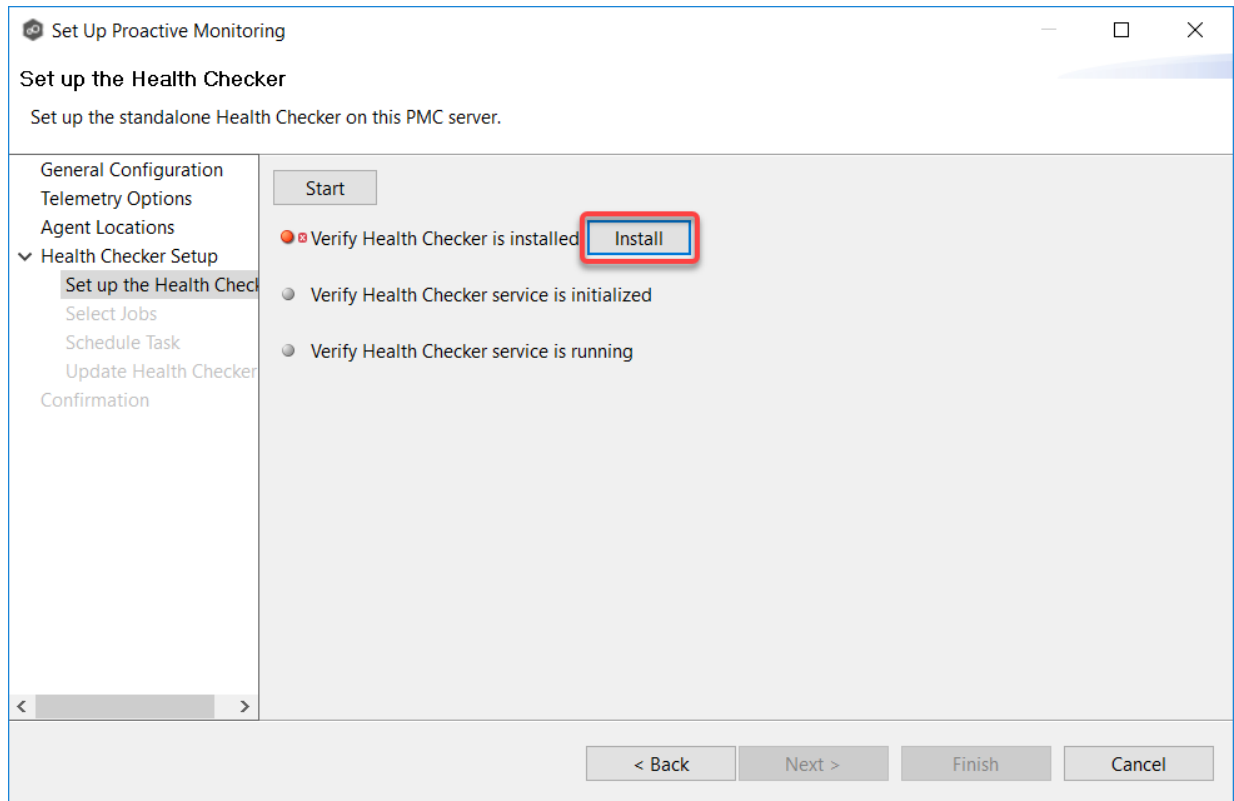 Set Up Proactive Monitoring
Set up the Health Checker
Set up the standalone Health Checker on this PMC server.
General Configuration
Telemetry Options
Agent Locations
Health Checker Setup
Set up the Health Check
Select Jobs
Schedule Task
Update Health Checker
Confirmation
Start
Verify Health Checker is installed Install
Verify Health Checker service is initialized
Verify Health Checker service is running
< Back Next > Finish Cancel